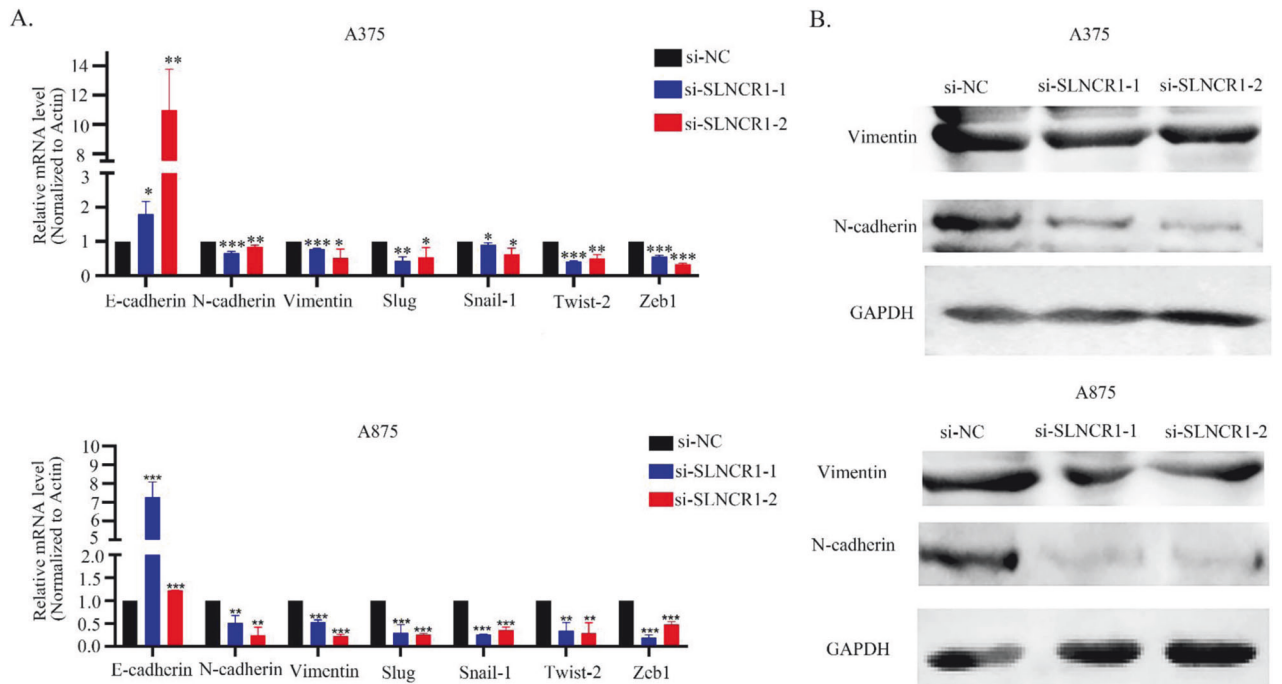 A.
A375
Relative mRNA level
(Normalized to Actin)
14
12
10
8
3
2
1
0
**
*
***
**
***
*
**
*
*
*
***
**
***
***
E-cadherin N-cadherin Vimentin Slug Snail-1 Twist-2 Zeb1
si-NC
si-SLNCR1-1
si-SLNCR1-2
A875
Relative mRNA level
(Normalized to Actin)
10
9
8
7
6
5
2.0
1.5
1.0
0.5
0.0
***
***
**
**
***
***
***
***
***
***
**
**
***
***
E-cadherin N-cadherin Vimentin Slug Snail-1 Twist-2 Zeb1
si-NC
si-SLNCR1-1
si-SLNCR1-2
B.
A375
si-NC si-SLNCR1-1 si-SLNCR1-2
Vimentin
N-cadherin
GAPDH
A875
si-NC si-SLNCR1-1 si-SLNCR1-2
Vimentin
N-cadherin
GAPDH